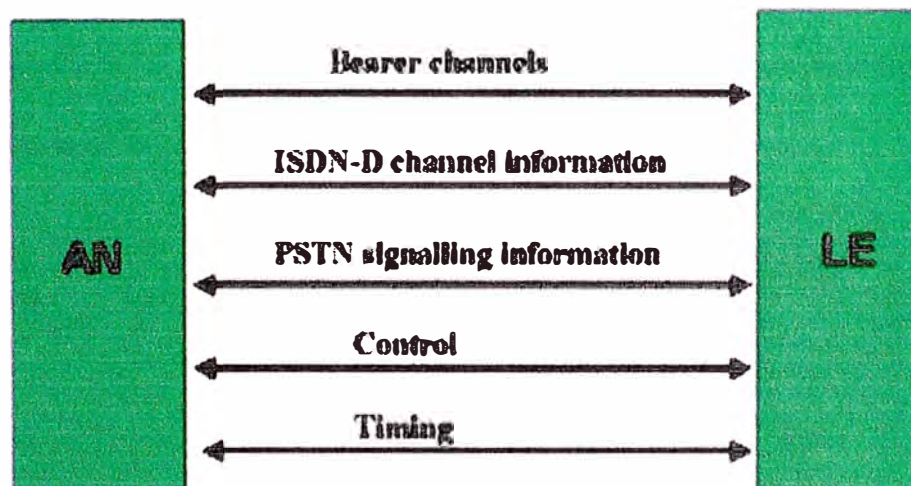 Bearer channels
ISDN-D channel information
AN
PSTN signalling information
LE
Control
Timing